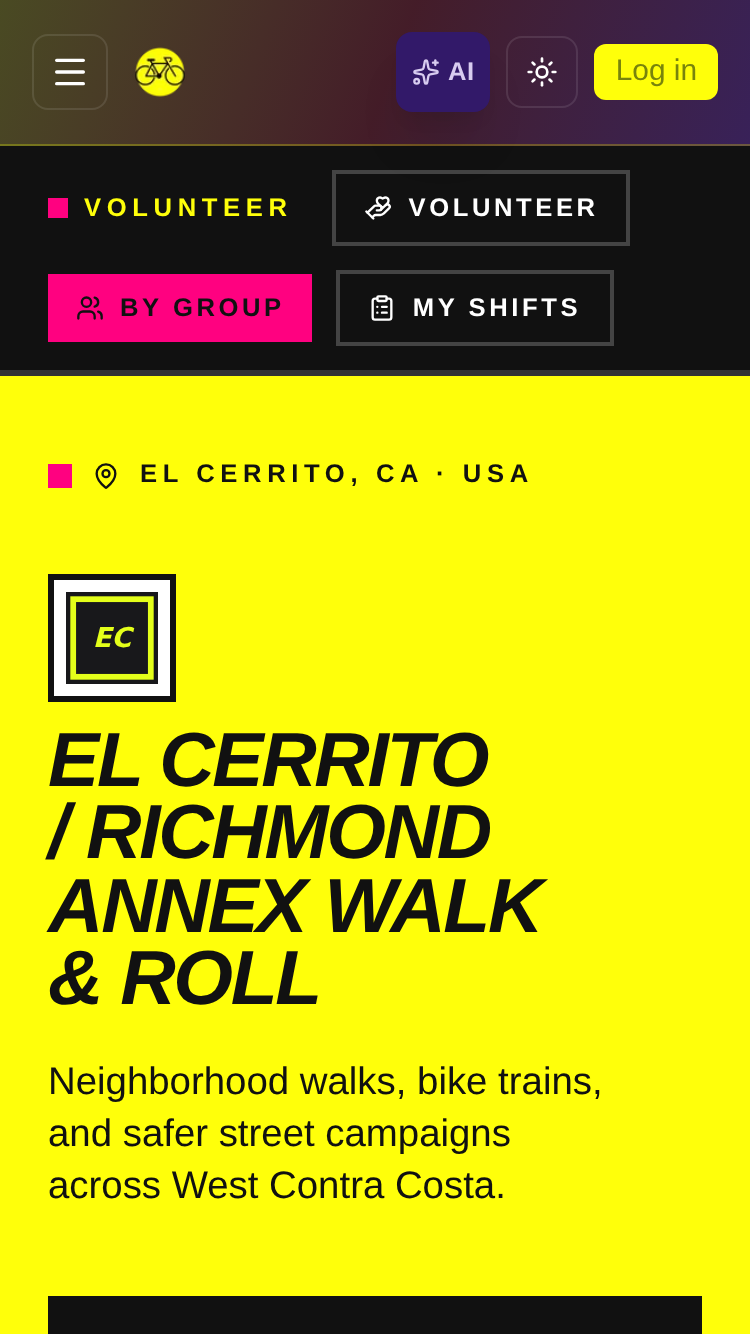 AI
Log in
VOLUNTEER
VOLUNTEER
BY GROUP
MY SHIFTS
EL CERRITO, CA · USA
EC
EL CERRITO
/ RICHMOND
ANNEX WALK
& ROLL
Neighborhood walks, bike trains,
and safer street campaigns
across West Contra Costa.